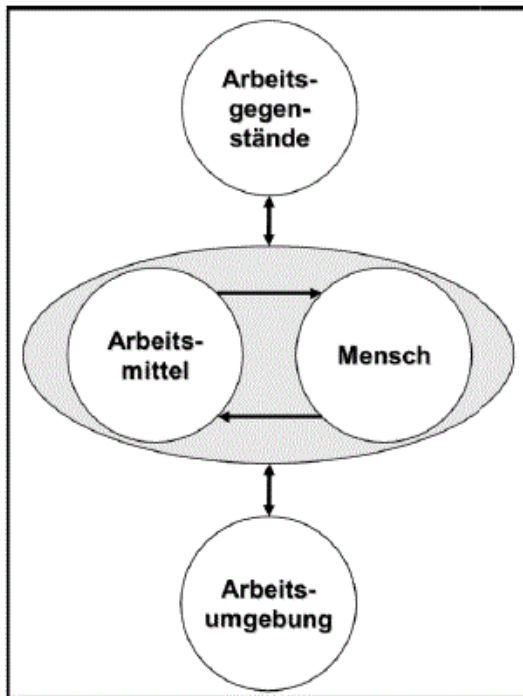 Arbeits-
gegen-
stände
Arbeits-
mittel
Mensch
Arbeits-
umgebung